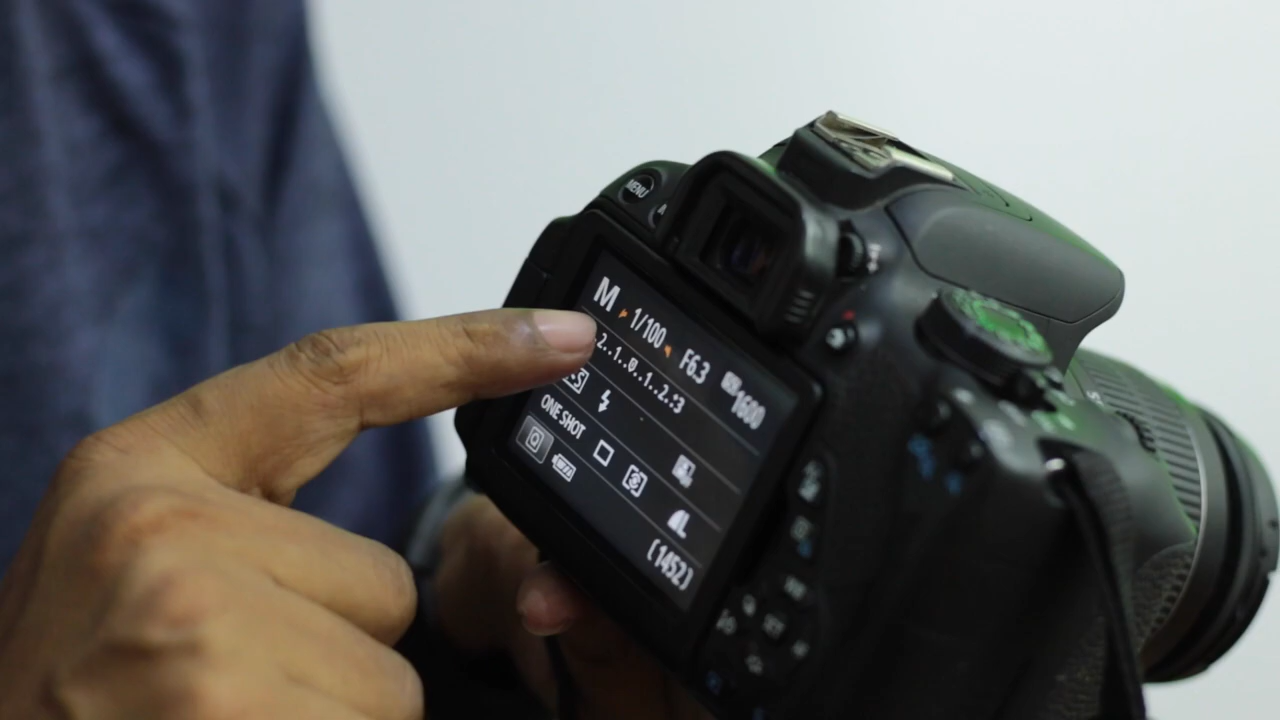 MENU
M 1/100 F6.3 ISO 1600
.2..1..0..1..2.:3
ONE SHOT
Q
[1452]